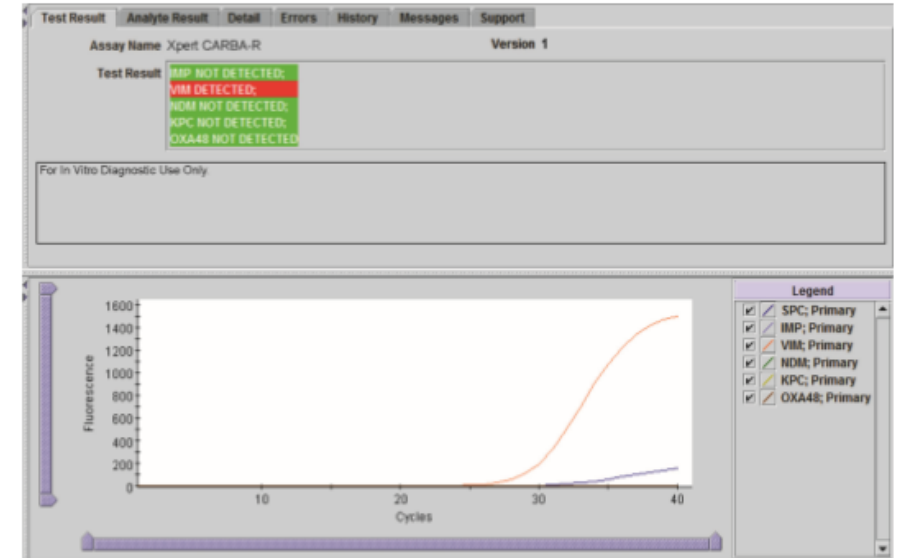 Test Result Analyte Result Detail Errors History Messages Support
Assay Name Xpert CARBA-R Version 1
Test Result IMP NOT DETECTED;
VIM DETECTED;
NDM NOT DETECTED;
KPC NOT DETECTED;
OXA48 NOT DETECTED
For In Vitro Diagnostic Use Only.
Legend
SPC; Primary
IMP; Primary
VIM; Primary
NDM; Primary
KPC; Primary
OXA48; Primary
Fluorescence
1600
1400
1200
1000
800
600
400
200
0
10 20 30 40
Cycles